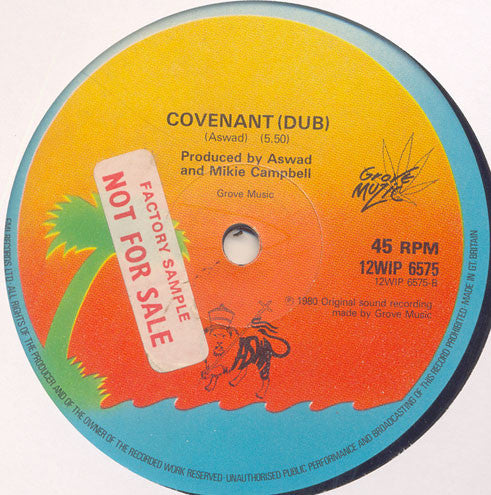 COVENANT (DUB)
(Aswad) (5.50)
Produced by Aswad
and Mikie Campbell
Grove Music
Grove
Muzic
FACTORY SAMPLE
NOT FOR SALE
45 RPM
12WIP 6575
12WIP 6575-B
℗ 1980 Original sound recording
made by Grove Music
EMI RECORDS LTD. ALL RIGHTS OF THE PRODUCER AND OF THE OWNER OF THE RECORDED WORK RESERVED · UNAUTHORISED PUBLIC PERFORMANCE AND BROADCASTING OF THIS RECORD PROHIBITED MADE IN GT. BRITAIN